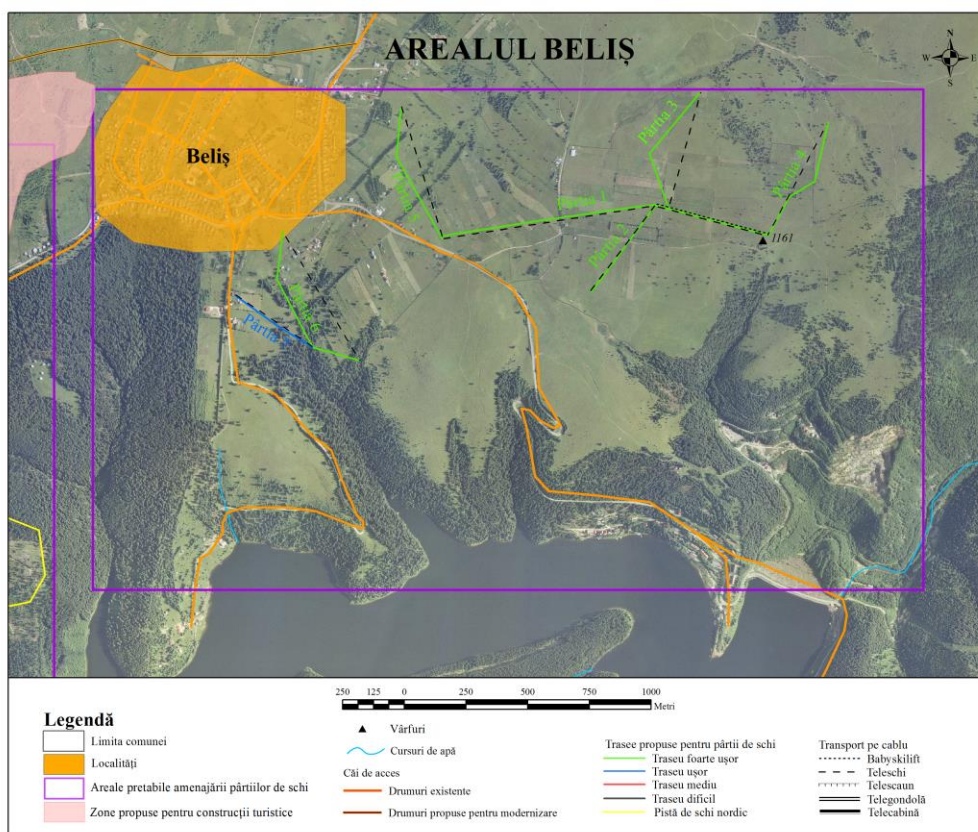 AREALUL BELIȘ
N
W E
S
Beliș
Pârtia 3
Pârtia 4
Pârtia 1
Pârtia 2
1161
Pârtia 6
Pârtia
250 125 0 250 500 750 1000
Metri
Legendă
Limita comunei
Localități
Areale pretabile amenajării pârtiilor de schi
Zone propuse pentru construcții turistice
Vârfuri
Cursuri de apă
Căi de acces
Drumuri existente
Drumuri propuse pentru modernizare
Trasee propuse pentru pârtii de schi
Traseu foarte ușor
Traseu ușor
Traseu mediu
Traseu dificil
Pistă de schi nordic
Transport pe cablu
Babyskilift
Teleschi
Telescaun
Telegondolă
Telecabină